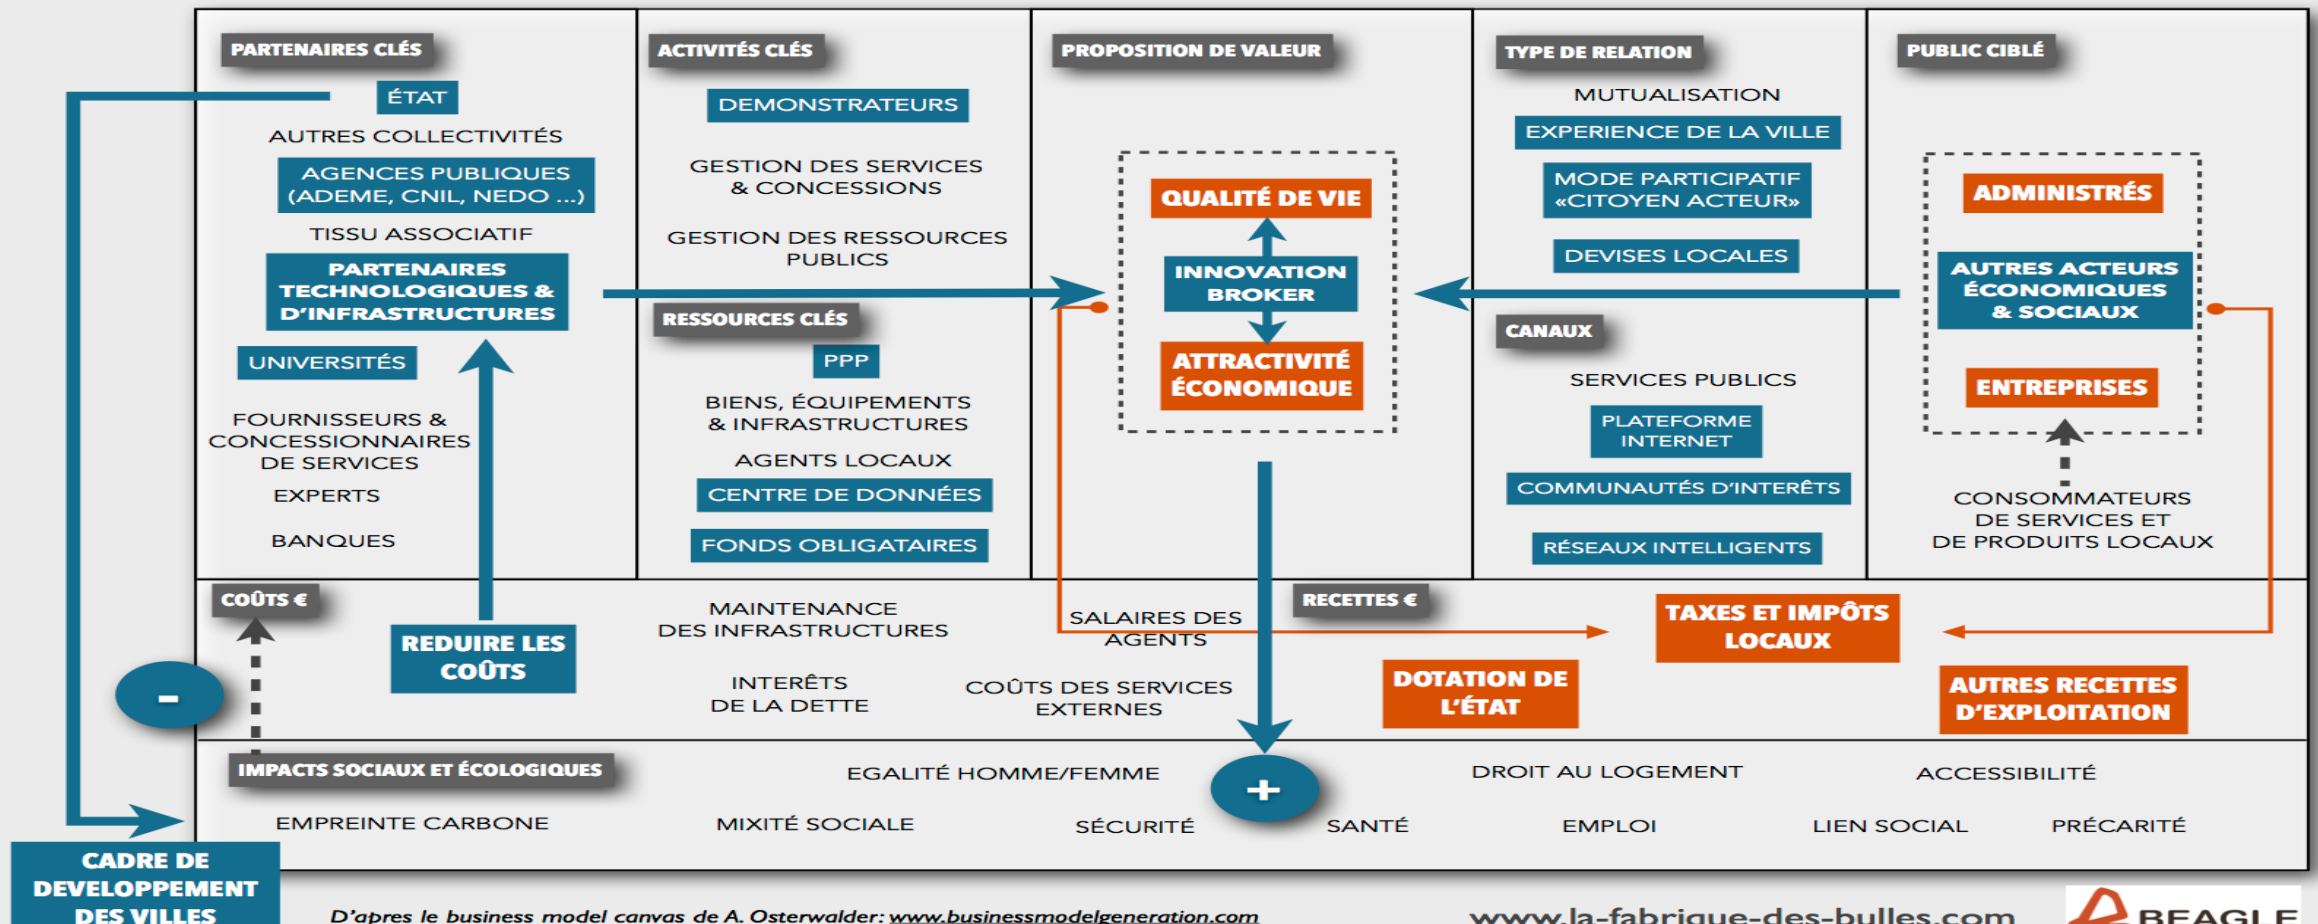 PARTENAIRES CLÉS
ÉTAT
AUTRES COLLECTIVITÉS
AGENCES PUBLIQUES
(ADEME, CNIL, NEDO ...)
TISSU ASSOCIATIF
PARTENAIRES
TECHNOLOGIQUES &
D'INFRASTRUCTURES
UNIVERSITÉS
FOURNISSEURS &
CONCESSIONNAIRES
DE SERVICES
EXPERTS
BANQUES
ACTIVITÉS CLÉS
DEMONSTRATEURS
GESTION DES SERVICES
& CONCESSIONS
GESTION DES RESSOURCES
PUBLICS
RESSOURCES CLÉS
PPP
BIENS, ÉQUIPEMENTS
& INFRASTRUCTURES
AGENTS LOCAUX
CENTRE DE DONNÉES
FONDS OBLIGATAIRES
PROPOSITION DE VALEUR
QUALITÉ DE VIE
INNOVATION
BROKER
ATTRACTIVITÉ
ÉCONOMIQUE
TYPE DE RELATION
MUTUALISATION
EXPERIENCE DE LA VILLE
MODE PARTICIPATIF
«CITOYEN ACTEUR»
DEVISES LOCALES
CANAUX
SERVICES PUBLICS
PLATEFORME
INTERNET
COMMUNAUTÉS D'INTERÊTS
RÉSEAUX INTELLIGENTS
PUBLIC CIBLÉ
ADMINISTRÉS
AUTRES ACTEURS
ÉCONOMIQUES
& SOCIAUX
ENTREPRISES
CONSOMMATEURS
DE SERVICES ET
DE PRODUITS LOCAUX
COÛTS €
REDUIRE LES
COÛTS
MAINTENANCE
DES INFRASTRUCTURES
INTERÊTS
DE LA DETTE
SALAIRES DES
AGENTS
COÛTS DES SERVICES
EXTERNES
RECETTES €
TAXES ET IMPÔTS
LOCAUX
DOTATION DE
L'ÉTAT
AUTRES RECETTES
D'EXPLOITATION
-
IMPACTS SOCIAUX ET ÉCOLOGIQUES
EGALITÉ HOMME/FEMME
+
DROIT AU LOGEMENT
ACCESSIBILITÉ
EMPREINTE CARBONE
MIXITÉ SOCIALE
SÉCURITÉ
SANTÉ
EMPLOI
LIEN SOCIAL
PRÉCARITÉ
CADRE DE
DEVELOPPEMENT
DES VILLES
D'apres le business model canvas de A. Osterwalder: www.businessmodelgeneration.com
www.la-fabrique-des-bulles.com
BEAGLE